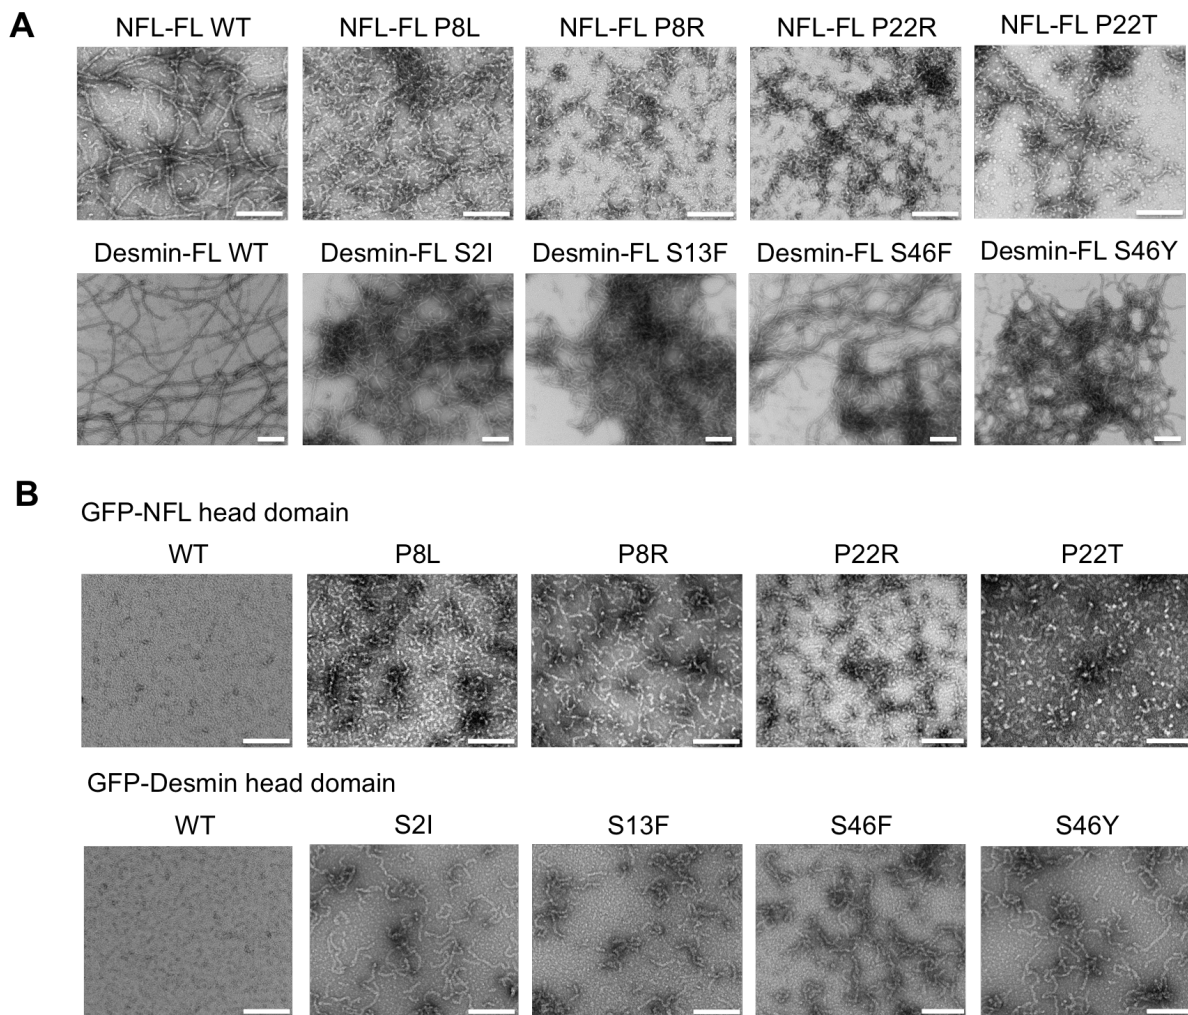 A
NFL-FL WT NFL-FL P8L NFL-FL P8R NFL-FL P22R NFL-FL P22T
Desmin-FL WT Desmin-FL S2I Desmin-FL S13F Desmin-FL S46F Desmin-FL S46Y
B
GFP-NFL head domain
WT P8L P8R P22R P22T
GFP-Desmin head domain
WT S2I S13F S46F S46Y